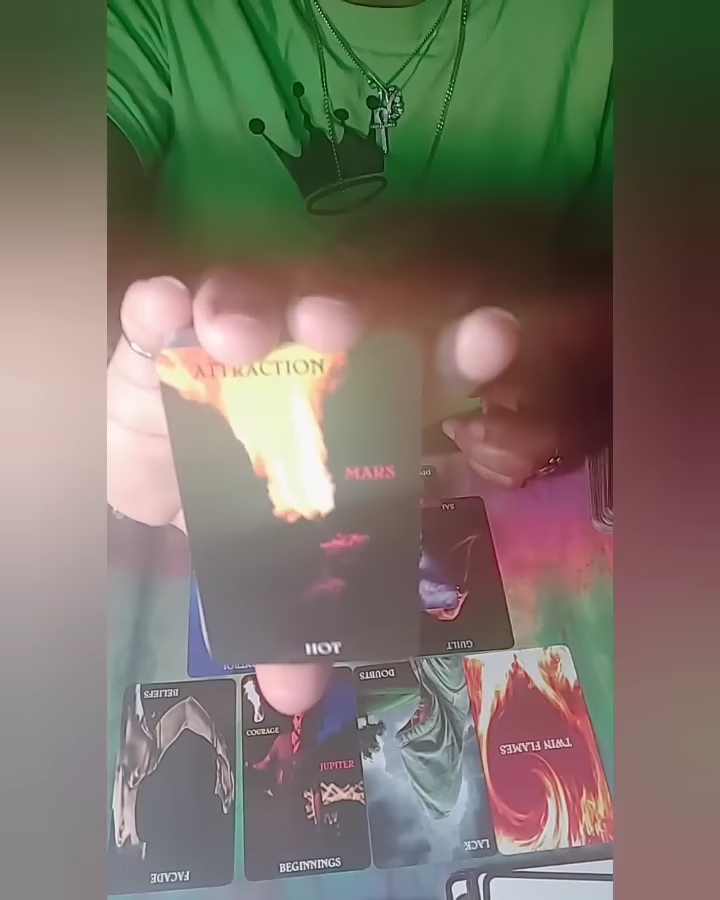 ATTRACTION
MARS
HOT
GUILT
DOUBTS
BELIEFS
COURAGE
JUPITER
TWIN FLAMES
LACK
BEGINNINGS
FACADE